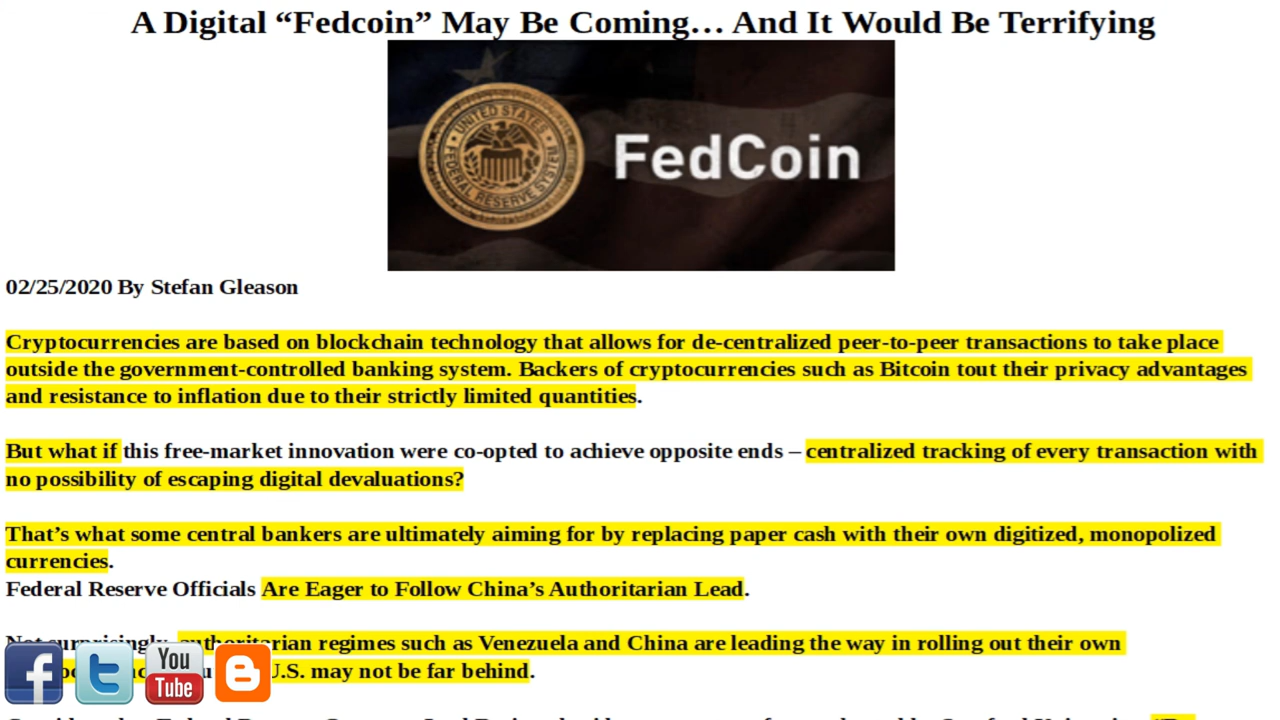 A Digital “Fedcoin” May Be Coming… And It Would Be Terrifying
UNITED STATES
FEDERAL RESERVE SYSTEM
FedCoin
02/25/2020 By Stefan Gleason
Cryptocurrencies are based on blockchain technology that allows for de-centralized peer-to-peer transactions to take place
outside the government-controlled banking system. Backers of cryptocurrencies such as Bitcoin tout their privacy advantages
and resistance to inflation due to their strictly limited quantities.
But what if this free-market innovation were co-opted to achieve opposite ends – centralized tracking of every transaction with
no possibility of escaping digital devaluations?
That’s what some central bankers are ultimately aiming for by replacing paper cash with their own digitized, monopolized
currencies.
Federal Reserve Officials Are Eager to Follow China’s Authoritarian Lead.
Not surprisingly, authoritarian regimes such as Venezuela and China are leading the way in rolling out their own
U.S. may not be far behind.
You
Tube